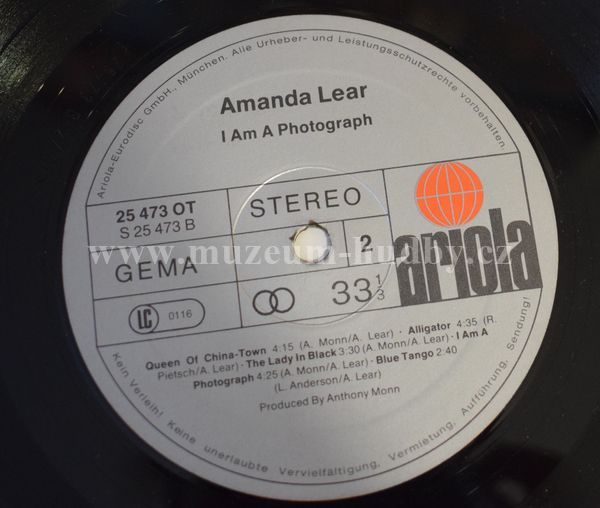 Ariola-Eurodisc GmbH., München. Alle Urheber- und Leistungsschutzrechte vorbehalten.
Amanda Lear
I Am A Photograph
25 473 OT
S 25 473 B
STEREO
GEMA
2
ariola
LC 0116
33 1/3
www.muzeum-hudby.cz
Queen Of China-Town 4:15 (A. Monn/A. Lear) · Alligator 4:35 (R.
Pietsch/A. Lear) · The Lady In Black 3:30 (A. Monn/A. Lear) · I Am A
Photograph 4:25 (A. Monn/A. Lear) · Blue Tango 2:40
(L. Anderson/A. Lear)
Produced By Anthony Monn
Kein Verleih! Keine unerlaubte Vervielfältigung, Vermietung, Aufführung, Sendung!